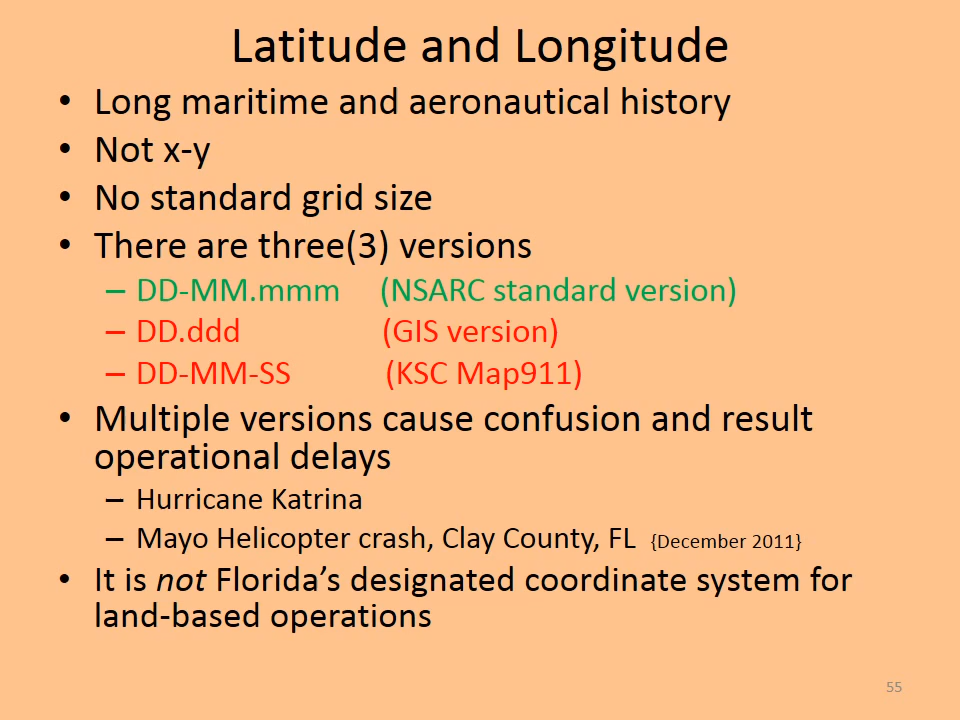 Latitude and Longitude
• Long maritime and aeronautical history
• Not x-y
• No standard grid size
• There are three(3) versions
– DD-MM.mmm (NSARC standard version)
– DD.ddd (GIS version)
– DD-MM-SS (KSC Map911)
• Multiple versions cause confusion and result
operational delays
– Hurricane Katrina
– Mayo Helicopter crash, Clay County, FL {December 2011}
• It is not Florida’s designated coordinate system for
land-based operations
55